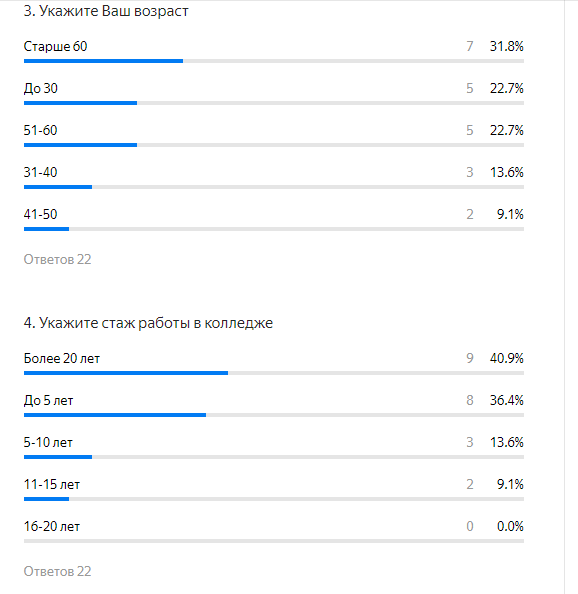 3. Укажите Ваш возраст
Старше 60 7 31.8%
До 30 5 22.7%
51-60 5 22.7%
31-40 3 13.6%
41-50 2 9.1%
Ответов 22
4. Укажите стаж работы в колледже
Более 20 лет 9 40.9%
До 5 лет 8 36.4%
5-10 лет 3 13.6%
11-15 лет 2 9.1%
16-20 лет 0 0.0%
Ответов 22